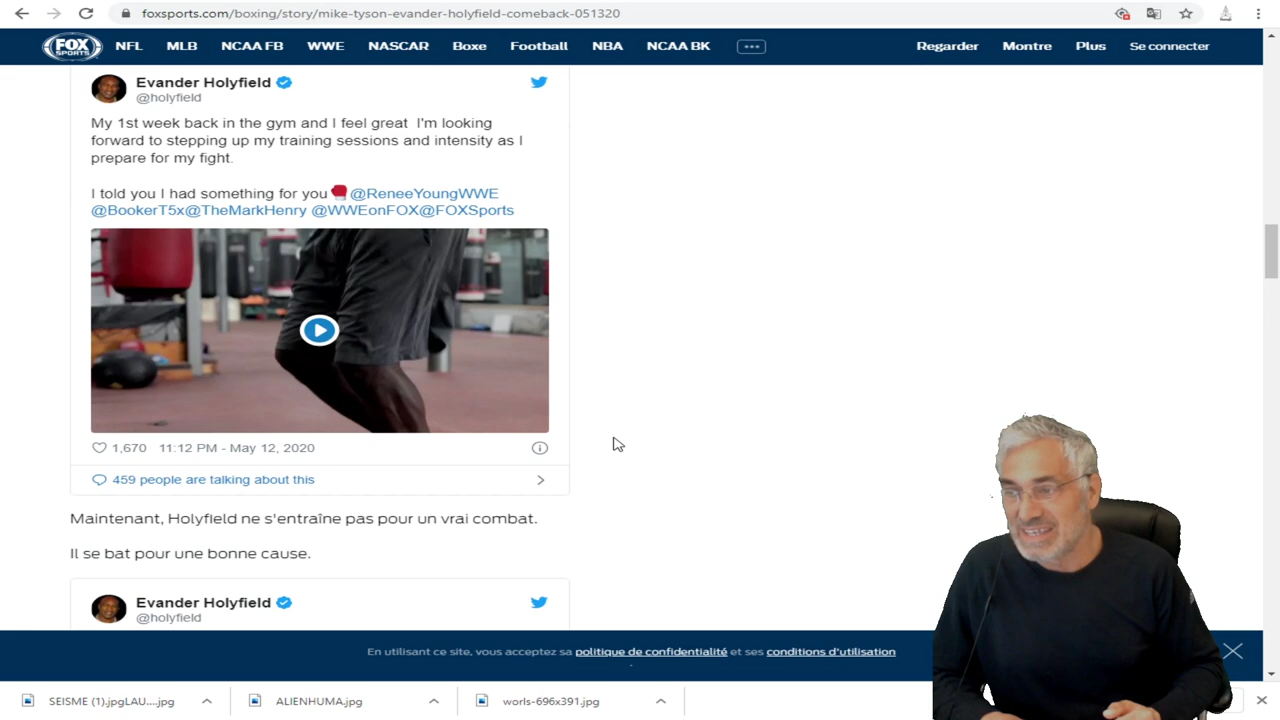 foxsports.com/boxing/story/mike-tyson-evander-holyfield-comeback-051320
FOX SPORTS NFL MLB NCAA FB WWE NASCAR Boxe Football NBA NCAA BK ••• Regarder Montre Plus Se connecter
Evander Holyfield
@holyfield
My 1st week back in the gym and I feel great I'm looking
forward to stepping up my training sessions and intensity as I
prepare for my fight.
I told you I had something for you @ReneeYoungWWE
@BookerT5x@TheMarkHenry @WWEonFOX@FOXSports
1,670 11:12 PM - May 12, 2020
459 people are talking about this
Maintenant, Holyfield ne s'entraîne pas pour un vrai combat.
Il se bat pour une bonne cause.
Evander Holyfield
@holyfield
En utilisant ce site, vous acceptez sa politique de confidentialité et ses conditions d'utilisation
.
SEISME (1).jpgLAU....jpg ALIENHUMA.jpg worls-696x391.jpg